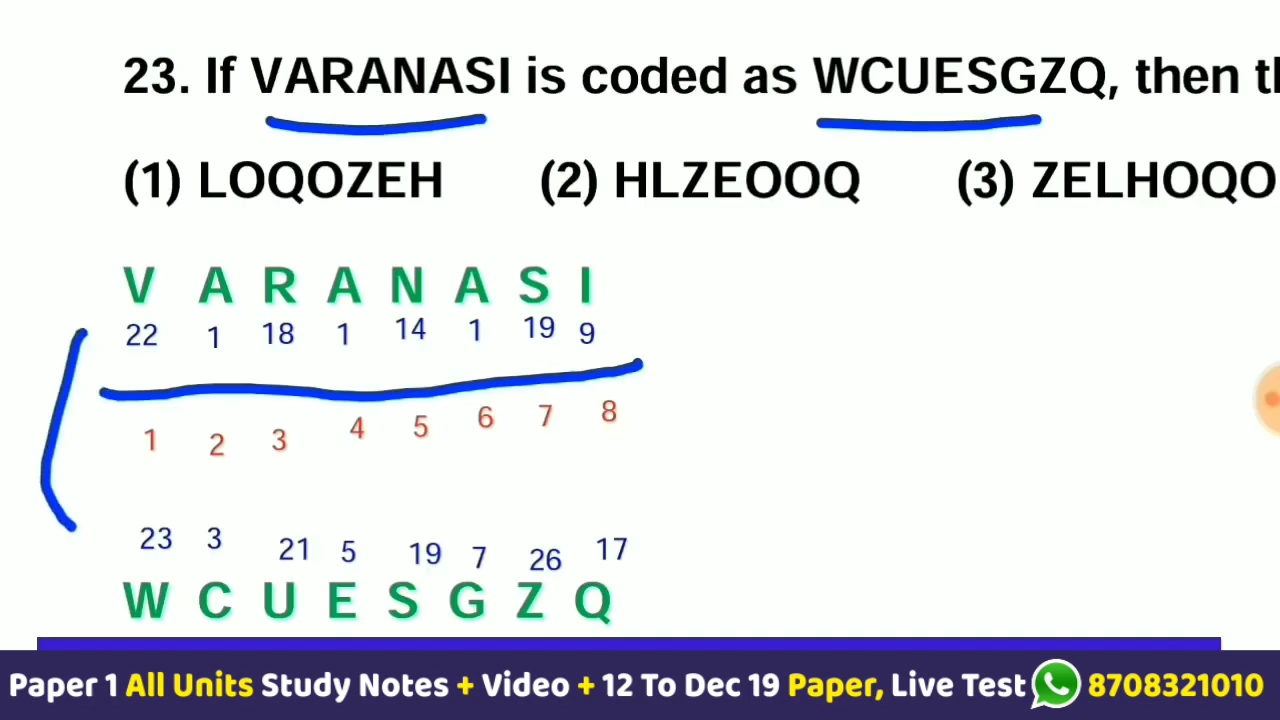 23. If VARANASI is coded as WCUESGZQ, then th
(1) LOQOZEH (2) HLZEOOQ (3) ZELHOQO
V A R A N A S I
22 1 18 1 14 1 19 9
1 2 3 4 5 6 7 8
23 3 21 5 19 7 26 17
W C U E S G Z Q
Paper 1 All Units Study Notes + Video + 12 To Dec 19 Paper, Live Test 8708321010